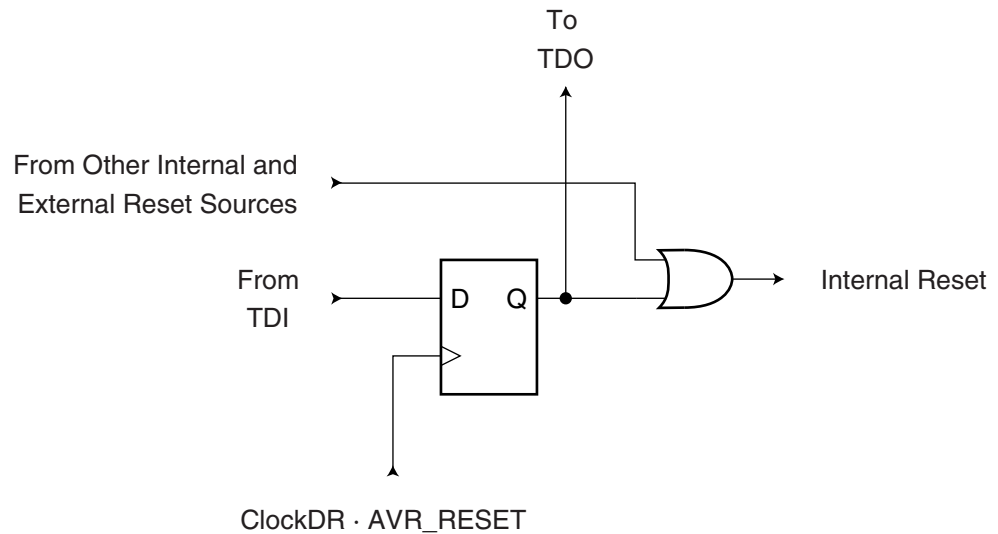 To
TDO
From Other Internal and
External Reset Sources
From
TDI
D
Q
Internal Reset
ClockDR · AVR_RESET